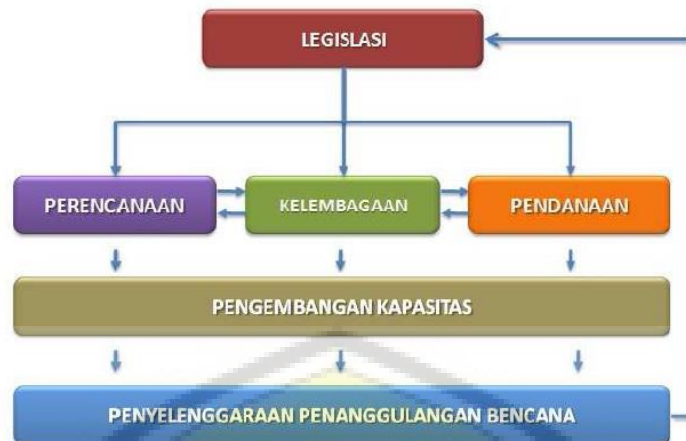 LEGISLASI
PERENCANAAN
KELEMBAGAAN
PENDANAAN
PENGEMBANGAN KAPASITAS
PENYELENGGARAAN PENANGGULANGAN BENCANA